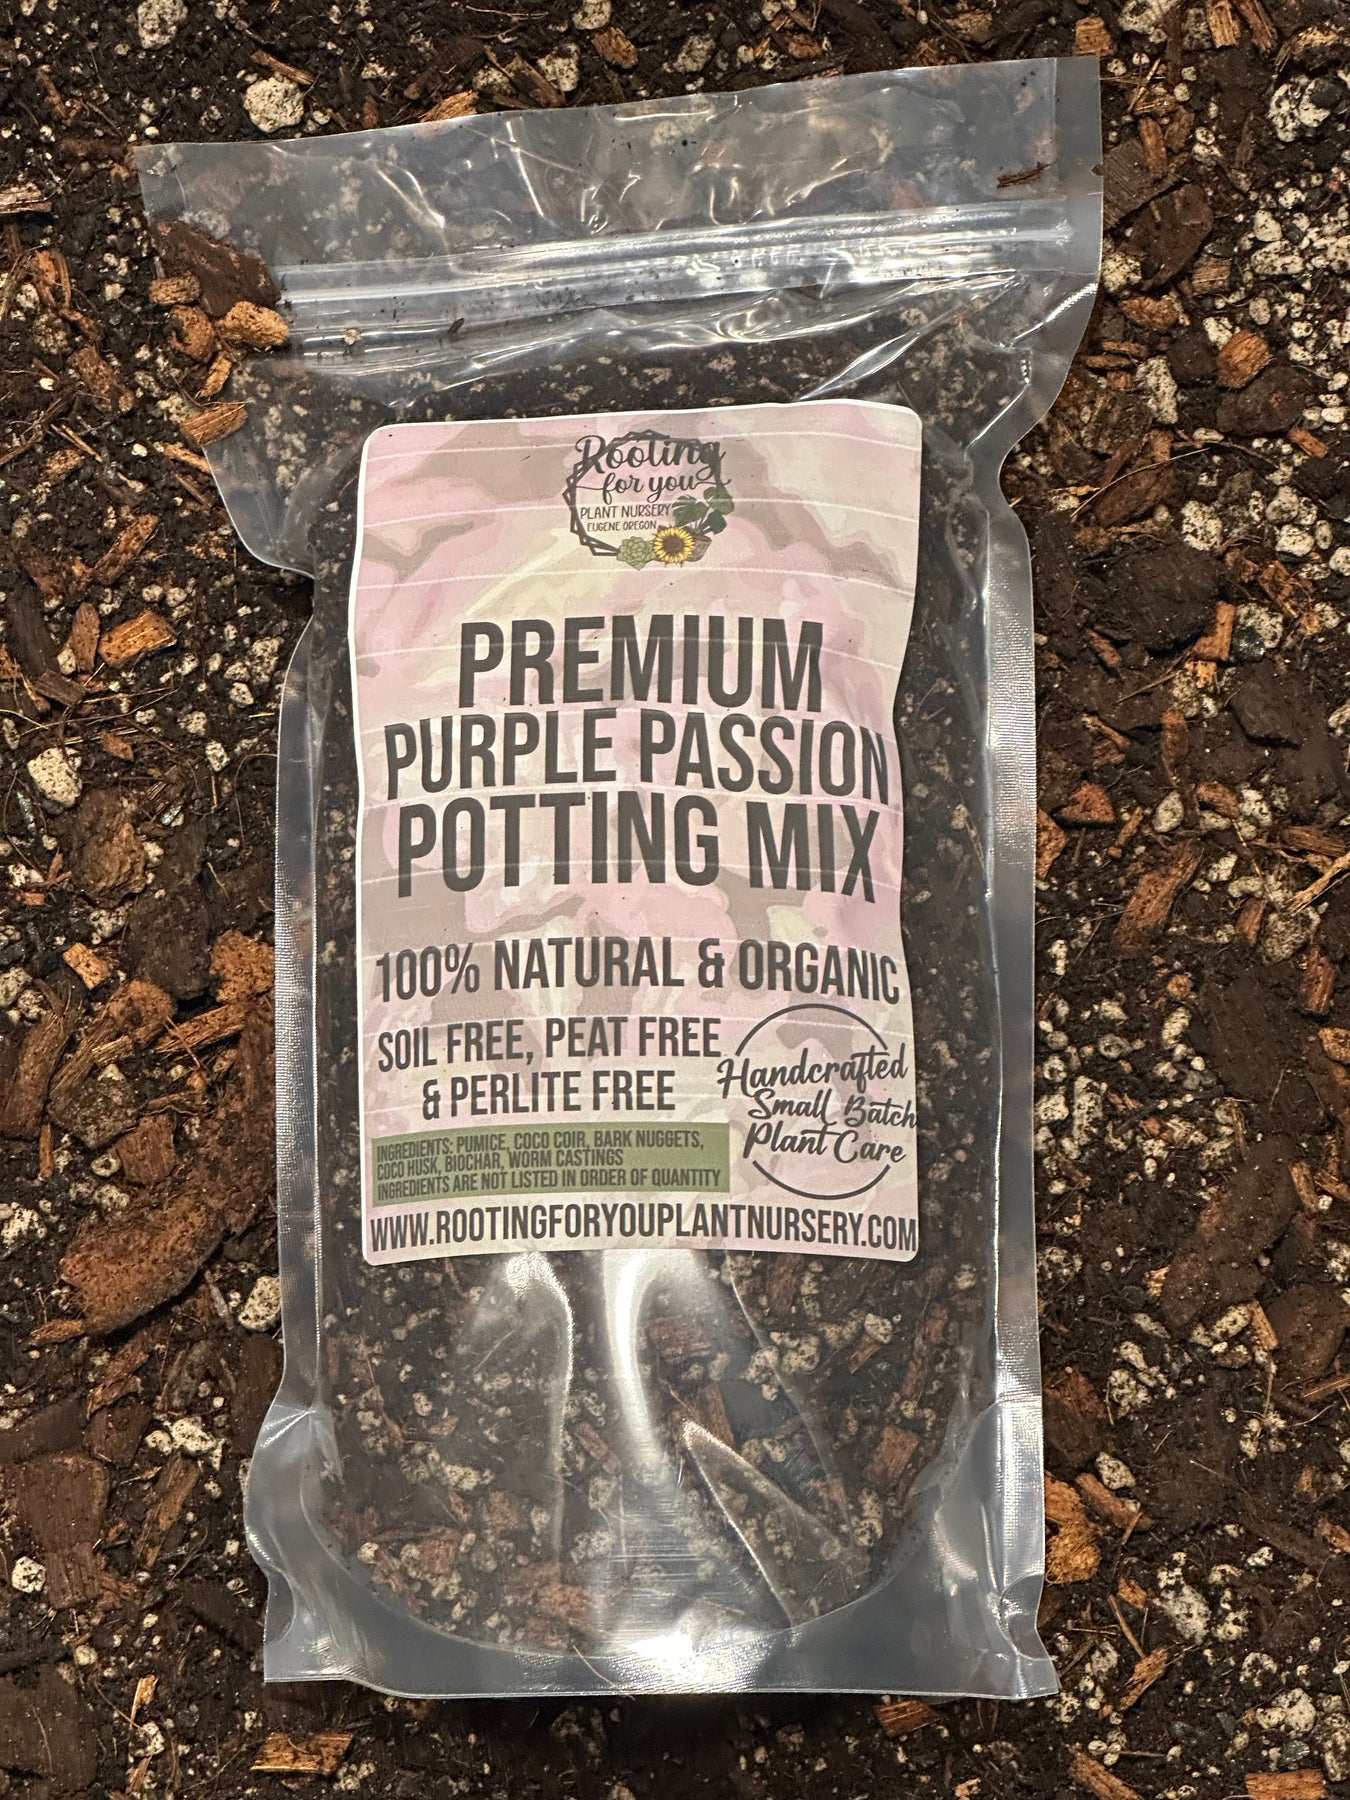 Rooting
for you
PLANT NURSERY
EUGENE OREGON
PREMIUM
PURPLE PASSION
POTTING MIX
100% NATURAL & ORGANIC
SOIL FREE, PEAT FREE
& PERLITE FREE
Handcrafted
Small Batch
Plant Care
INGREDIENTS: PUMICE, COCO COIR, BARK NUGGETS,
COCO HUSK, BIOCHAR, WORM CASTINGS
INGREDIENTS ARE NOT LISTED IN ORDER OF QUANTITY
WWW.ROOTINGFORYOUPLANTNURSERY.COM